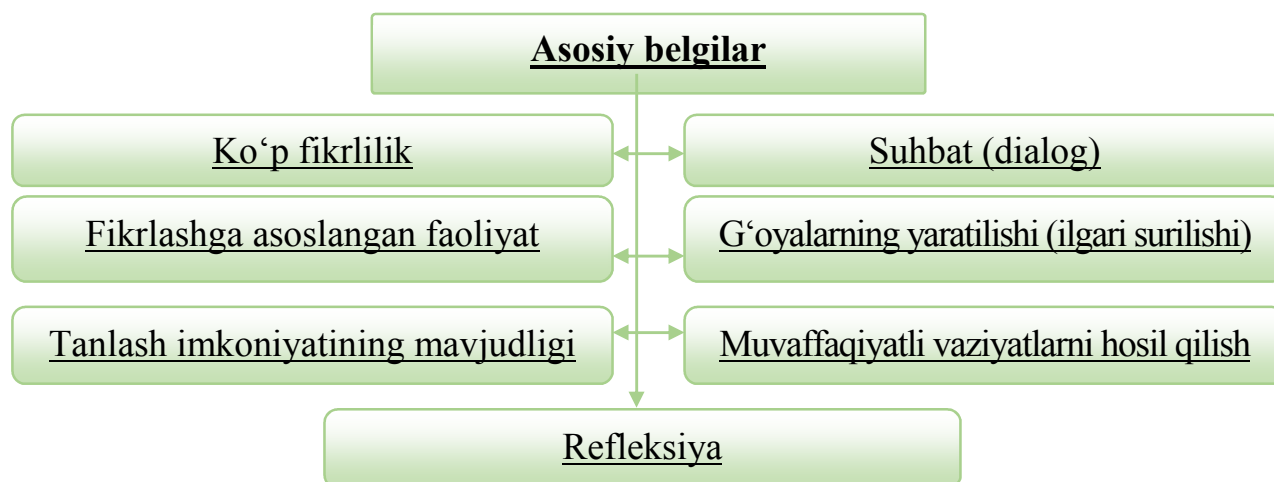 Asosiy belgilar
Ko‘p fikrlilik
Suhbat (dialog)
Fikrlashga asoslangan faoliyat
G‘oyalarning yaratilishi (ilgari surilishi)
Tanlash imkoniyatining mavjudligi
Muvaffaqiyatli vaziyatlarni hosil qilish
Refleksiya